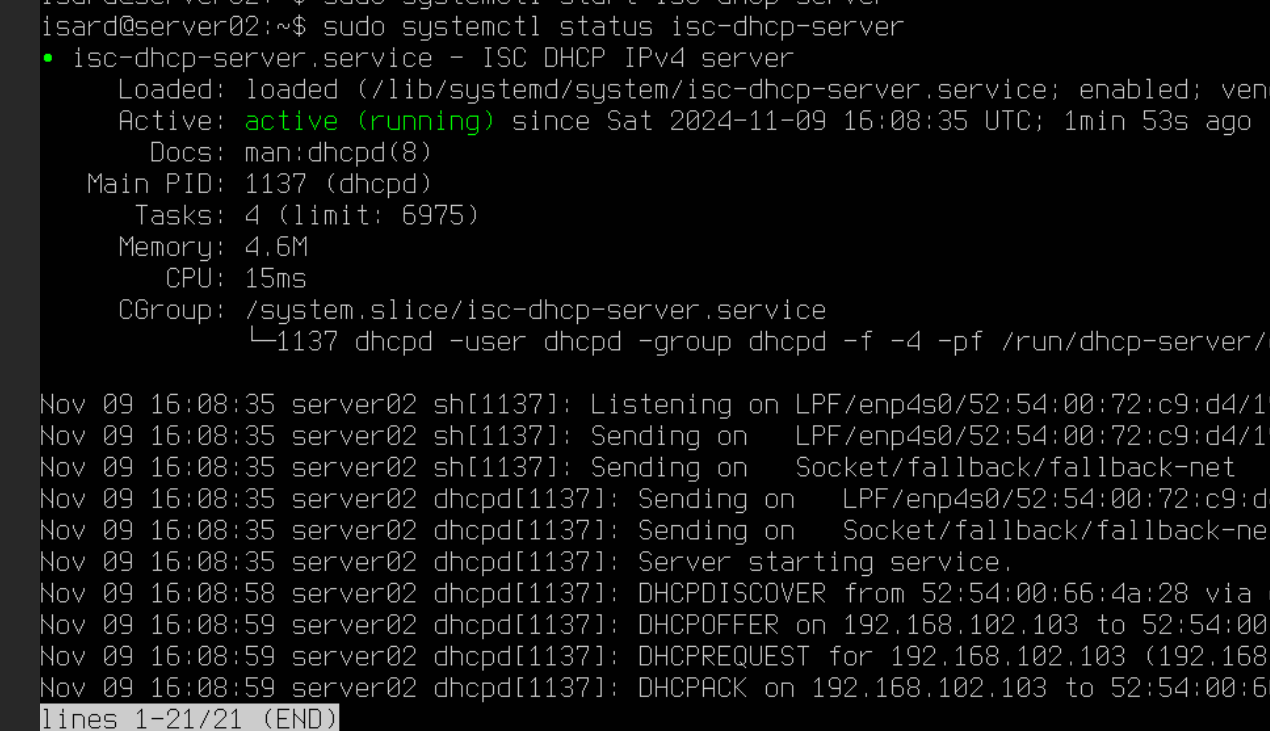 isard@server02:~$ sudo systemctl start isc-dhcp-server
isard@server02:~$ sudo systemctl status isc-dhcp-server
● isc-dhcp-server.service - ISC DHCP IPv4 server
Loaded: loaded (/lib/systemd/system/isc-dhcp-server.service; enabled; ven
Active: active (running) since Sat 2024-11-09 16:08:35 UTC; 1min 53s ago
Docs: man:dhcpd(8)
Main PID: 1137 (dhcpd)
Tasks: 4 (limit: 6975)
Memory: 4.6M
CPU: 15ms
CGroup: /system.slice/isc-dhcp-server.service
└─1137 dhcpd -user dhcpd -group dhcpd -f -4 -pf /run/dhcp-server/
Nov 09 16:08:35 server02 sh[1137]: Listening on LPF/enp4s0/52:54:00:72:c9:d4/19
Nov 09 16:08:35 server02 sh[1137]: Sending on   LPF/enp4s0/52:54:00:72:c9:d4/19
Nov 09 16:08:35 server02 sh[1137]: Sending on   Socket/fallback/fallback-net
Nov 09 16:08:35 server02 dhcpd[1137]: Sending on   LPF/enp4s0/52:54:00:72:c9:d
Nov 09 16:08:35 server02 dhcpd[1137]: Sending on   Socket/fallback/fallback-ne
Nov 09 16:08:35 server02 dhcpd[1137]: Server starting service.
Nov 09 16:08:58 server02 dhcpd[1137]: DHCPDISCOVER from 52:54:00:66:4a:28 via
Nov 09 16:08:59 server02 dhcpd[1137]: DHCPOFFER on 192.168.102.103 to 52:54:00
Nov 09 16:08:59 server02 dhcpd[1137]: DHCPREQUEST for 192.168.102.103 (192.168
Nov 09 16:08:59 server02 dhcpd[1137]: DHCPACK on 192.168.102.103 to 52:54:00:6
lines 1-21/21 (END)